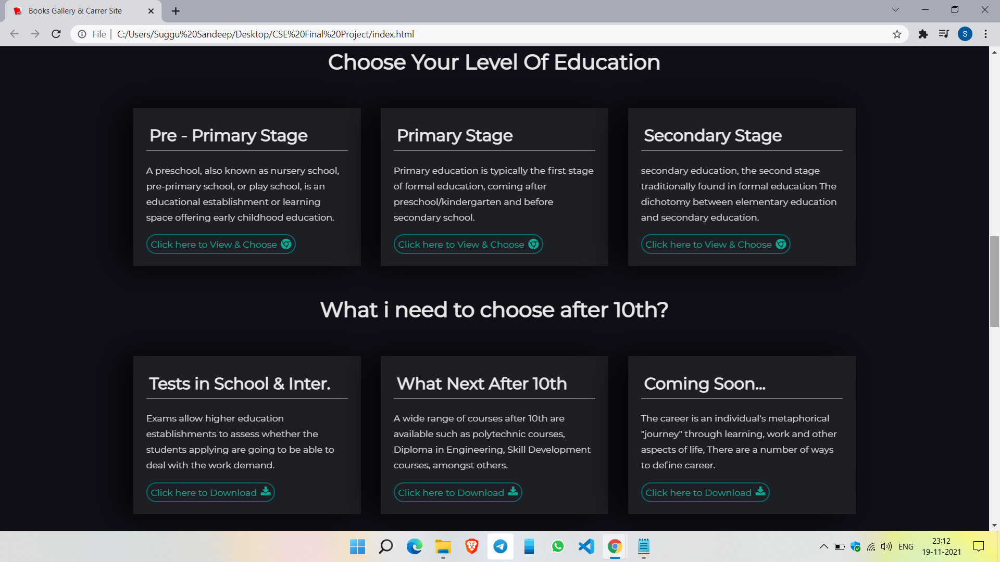 Books Gallery & Carrer Site
File
C:/Users/Suggu%20Sandeep/Desktop/CSE%20Final%20Project/index.html
S
Choose Your Level Of Education
Pre - Primary Stage
A preschool, also known as nursery school,
pre-primary school, or play school, is an
educational establishment or learning
space offering early childhood education.
Click here to View & Choose
Primary Stage
Primary education is typically the first stage
of formal education, coming after
preschool/kindergarten and before
secondary school.
Click here to View & Choose
Secondary Stage
secondary education, the second stage
traditionally found in formal education The
dichotomy between elementary education
and secondary education.
Click here to View & Choose
What i need to choose after 10th?
Tests in School & Inter.
Exams allow higher education
establishments to assess whether the
students applying are going to be able to
deal with the work demand.
Click here to Download
What Next After 10th
A wide range of courses after 10th are
available such as polytechnic courses,
Diploma in Engineering, Skill Development
courses, amongst others.
Click here to Download
Coming Soon...
The career is an individual's metaphorical
"journey" through learning, work and other
aspects of life, There are a number of ways
to define career.
Click here to Download
ENG
23:12
19-11-2021